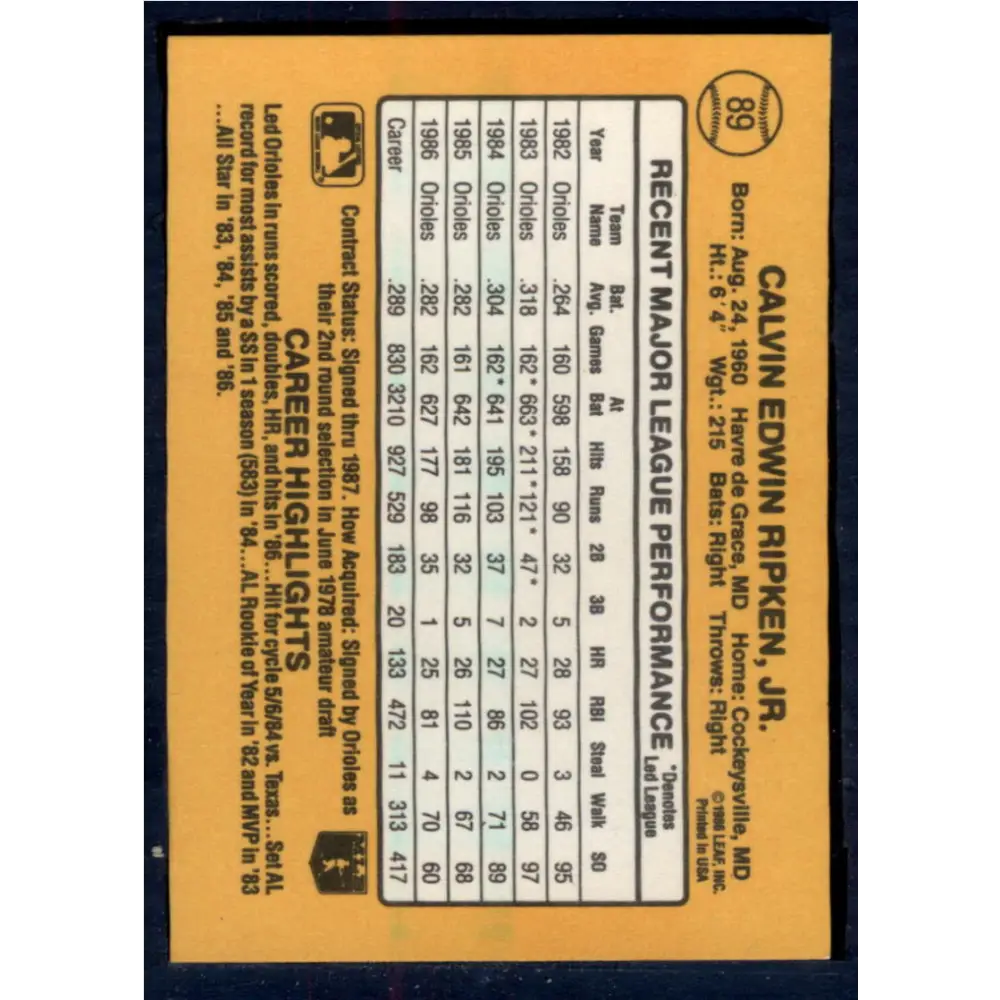 89
CALVIN EDWIN RIPKEN, JR.
Born: Aug. 24, 1960 Havre de Grace, MD Home: Cockeysville, MD
Ht.: 6'4" Wgt.: 215 Bats: Right Throws: Right
©1986 LEAF, INC.
Printed in USA
RECENT MAJOR LEAGUE PERFORMANCE
*Denotes
Led League
Year Team Name Bat. Avg. Games At Bat Hits Runs 2B 3B HR RBI Steal Walk SO
1982 Orioles .264 160 598 158 90 32 5 28 93 3 46 95
1983 Orioles .318 162* 663* 211* 121* 47* 2 27 102 0 58 97
1984 Orioles .304 162* 641 195 103 37 7 27 86 2 71 89
1985 Orioles .282 161 642 181 116 32 5 26 110 2 67 68
1986 Orioles .282 162 627 177 98 35 1 25 81 4 70 60
Career .289 830 3210 927 529 183 20 133 472 11 313 417
Contract Status: Signed thru 1987. How Acquired: Signed by Orioles as
their 2nd round selection in June 1978 amateur draft
CAREER HIGHLIGHTS
Led Orioles in runs scored, doubles, HR, and hits in '86...Hit for cycle 5/6/84 vs. Texas...Set AL
record for most assists by a SS in 1 season (583) in '84...AL Rookie of Year in '82 and MVP in '83
...All Star in '83, '84, '85 and '86.